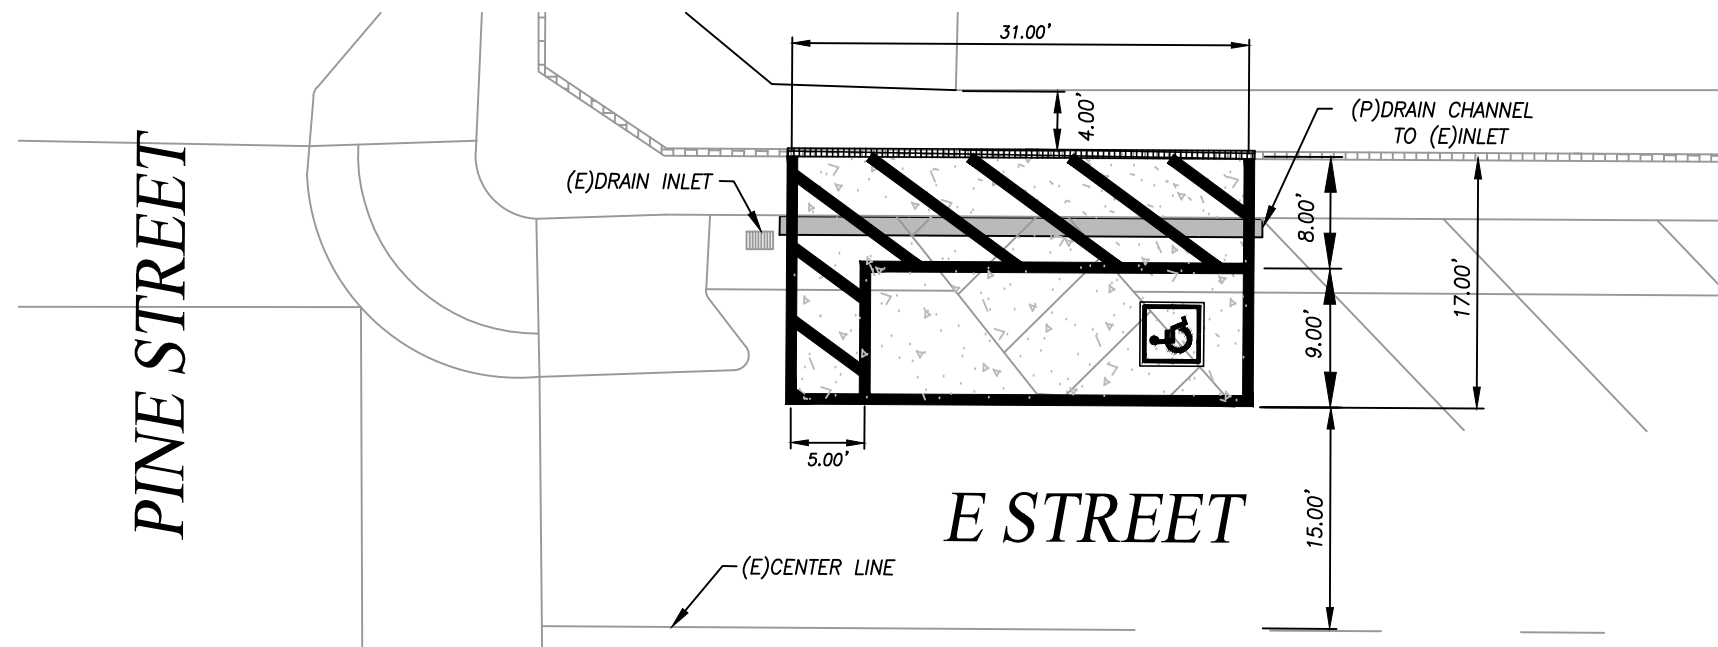 31.00'
4.00'
(P)DRAIN CHANNEL
TO (E)INLET
(E)DRAIN INLET
8.00'
17.00'
9.00'
PINE STREET
5.00'
E STREET
15.00'
(E)CENTER LINE